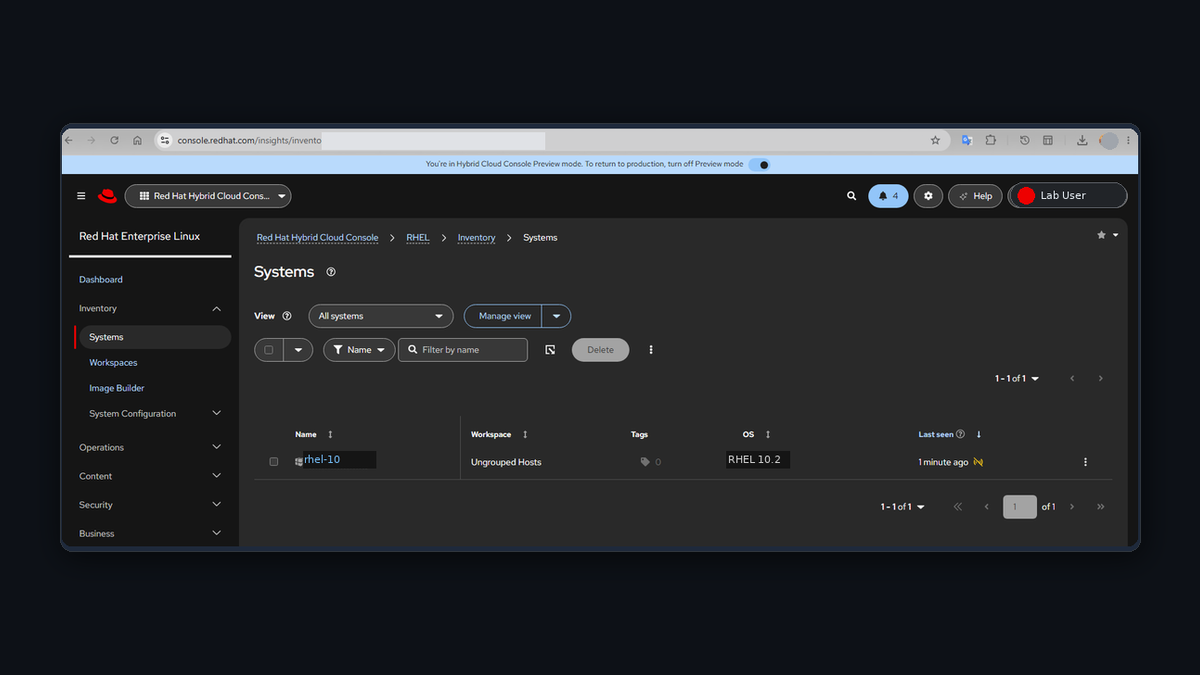 console.redhat.com/insights/invento
You're in Hybrid Cloud Console Preview mode. To return to production, turn off Preview mode
Red Hat Hybrid Cloud Cons...
4
Help
Lab User
Red Hat Enterprise Linux
Dashboard
Inventory
Systems
Workspaces
Image Builder
System Configuration
Operations
Content
Security
Business
Red Hat Hybrid Cloud Console > RHEL > Inventory > Systems
Systems
View All systems Manage view
Name Filter by name Delete
1 - 1 of 1
Name Workspace Tags OS Last seen
rhel-10 Ungrouped Hosts 0 RHEL 10.2 1 minute ago
1 - 1 of 1 1 of 1